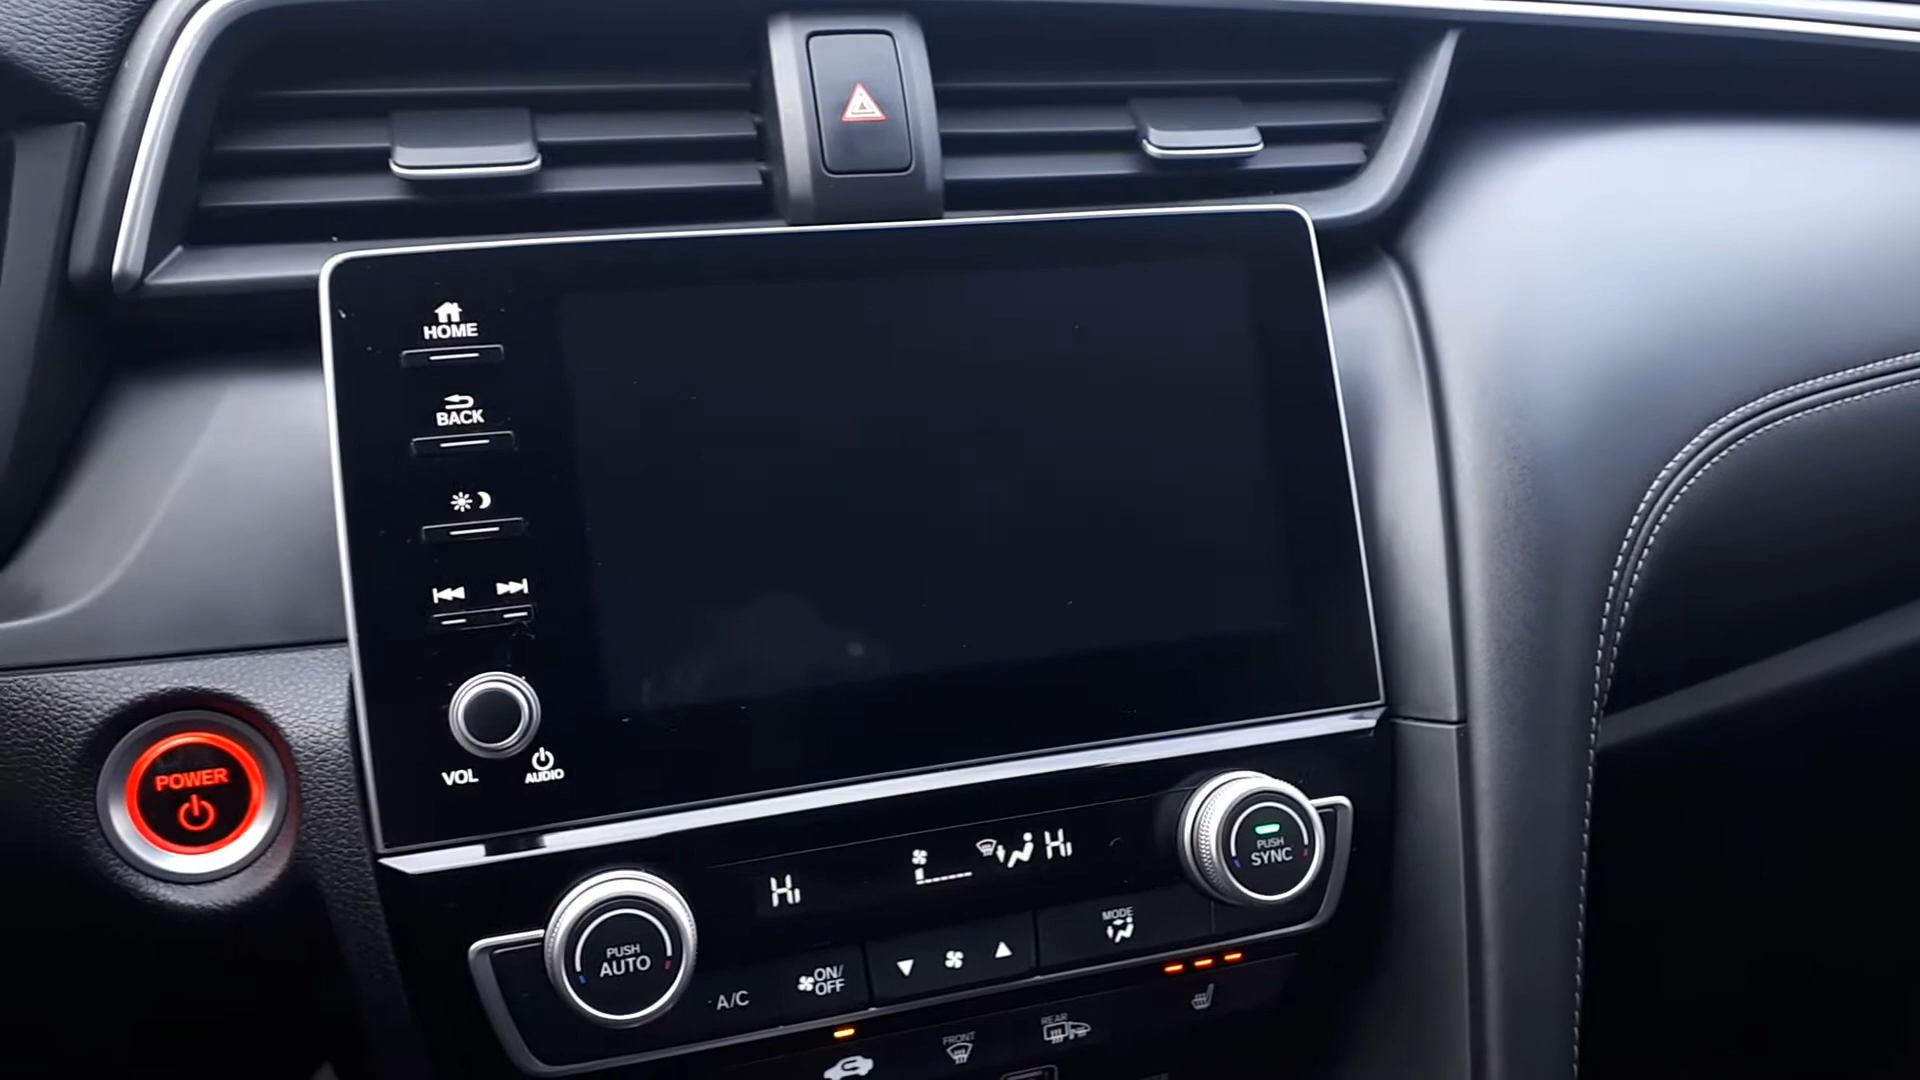 HOME
BACK
VOL
AUDIO
POWER
Hi
Hi
PUSH
SYNC
PUSH
AUTO
A/C
ON/
OFF
MODE
FRONT
REAR